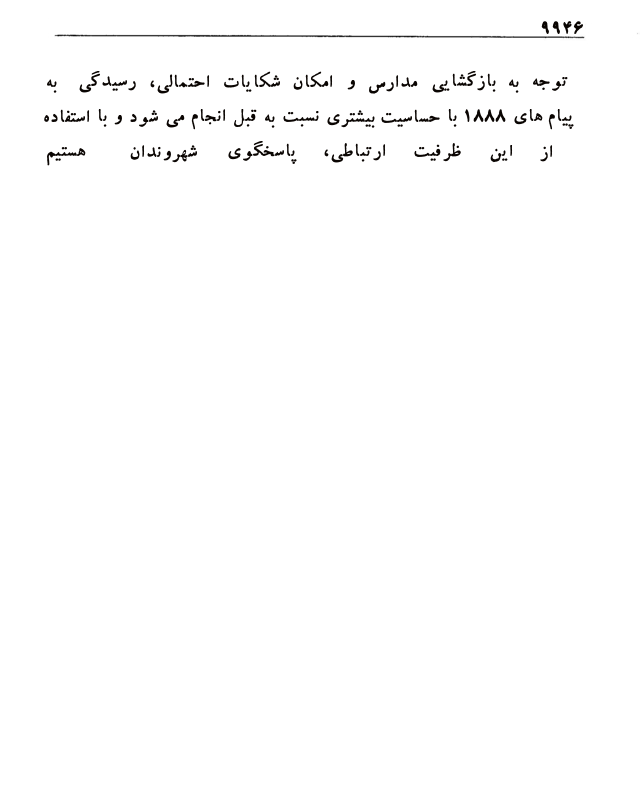 ۹۹۴۶
توجه به بازگشایی مدارس و امکان شکایات احتمالی، رسیدگی به
پیام های ۱۸۸۸ با حساسیت بیشتری نسبت به قبل انجام می شود و با استفاده
از این ظرفیت ارتباطی، پاسخگوی شهروندان هستیم